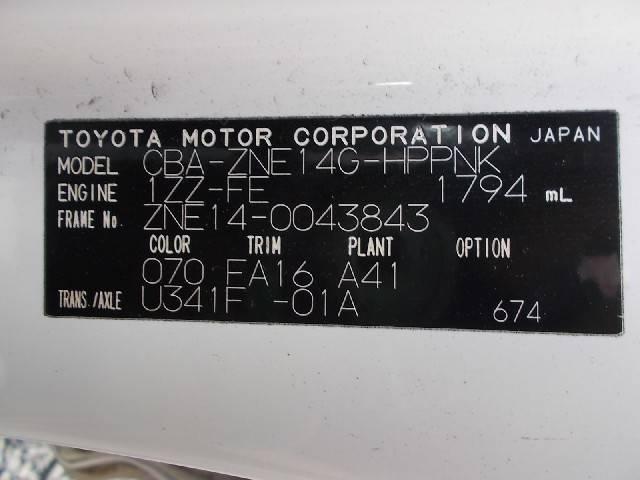 TOYOTA MOTOR CORPORATION JAPAN
MODEL CBA-ZNE14G-HPPNK
ENGINE 1ZZ-FE 1794 mL
FRAME No ZNE14-0043843
COLOR TRIM PLANT OPTION
070 FA16 A41
TRANS./AXLE U341F -01A
674